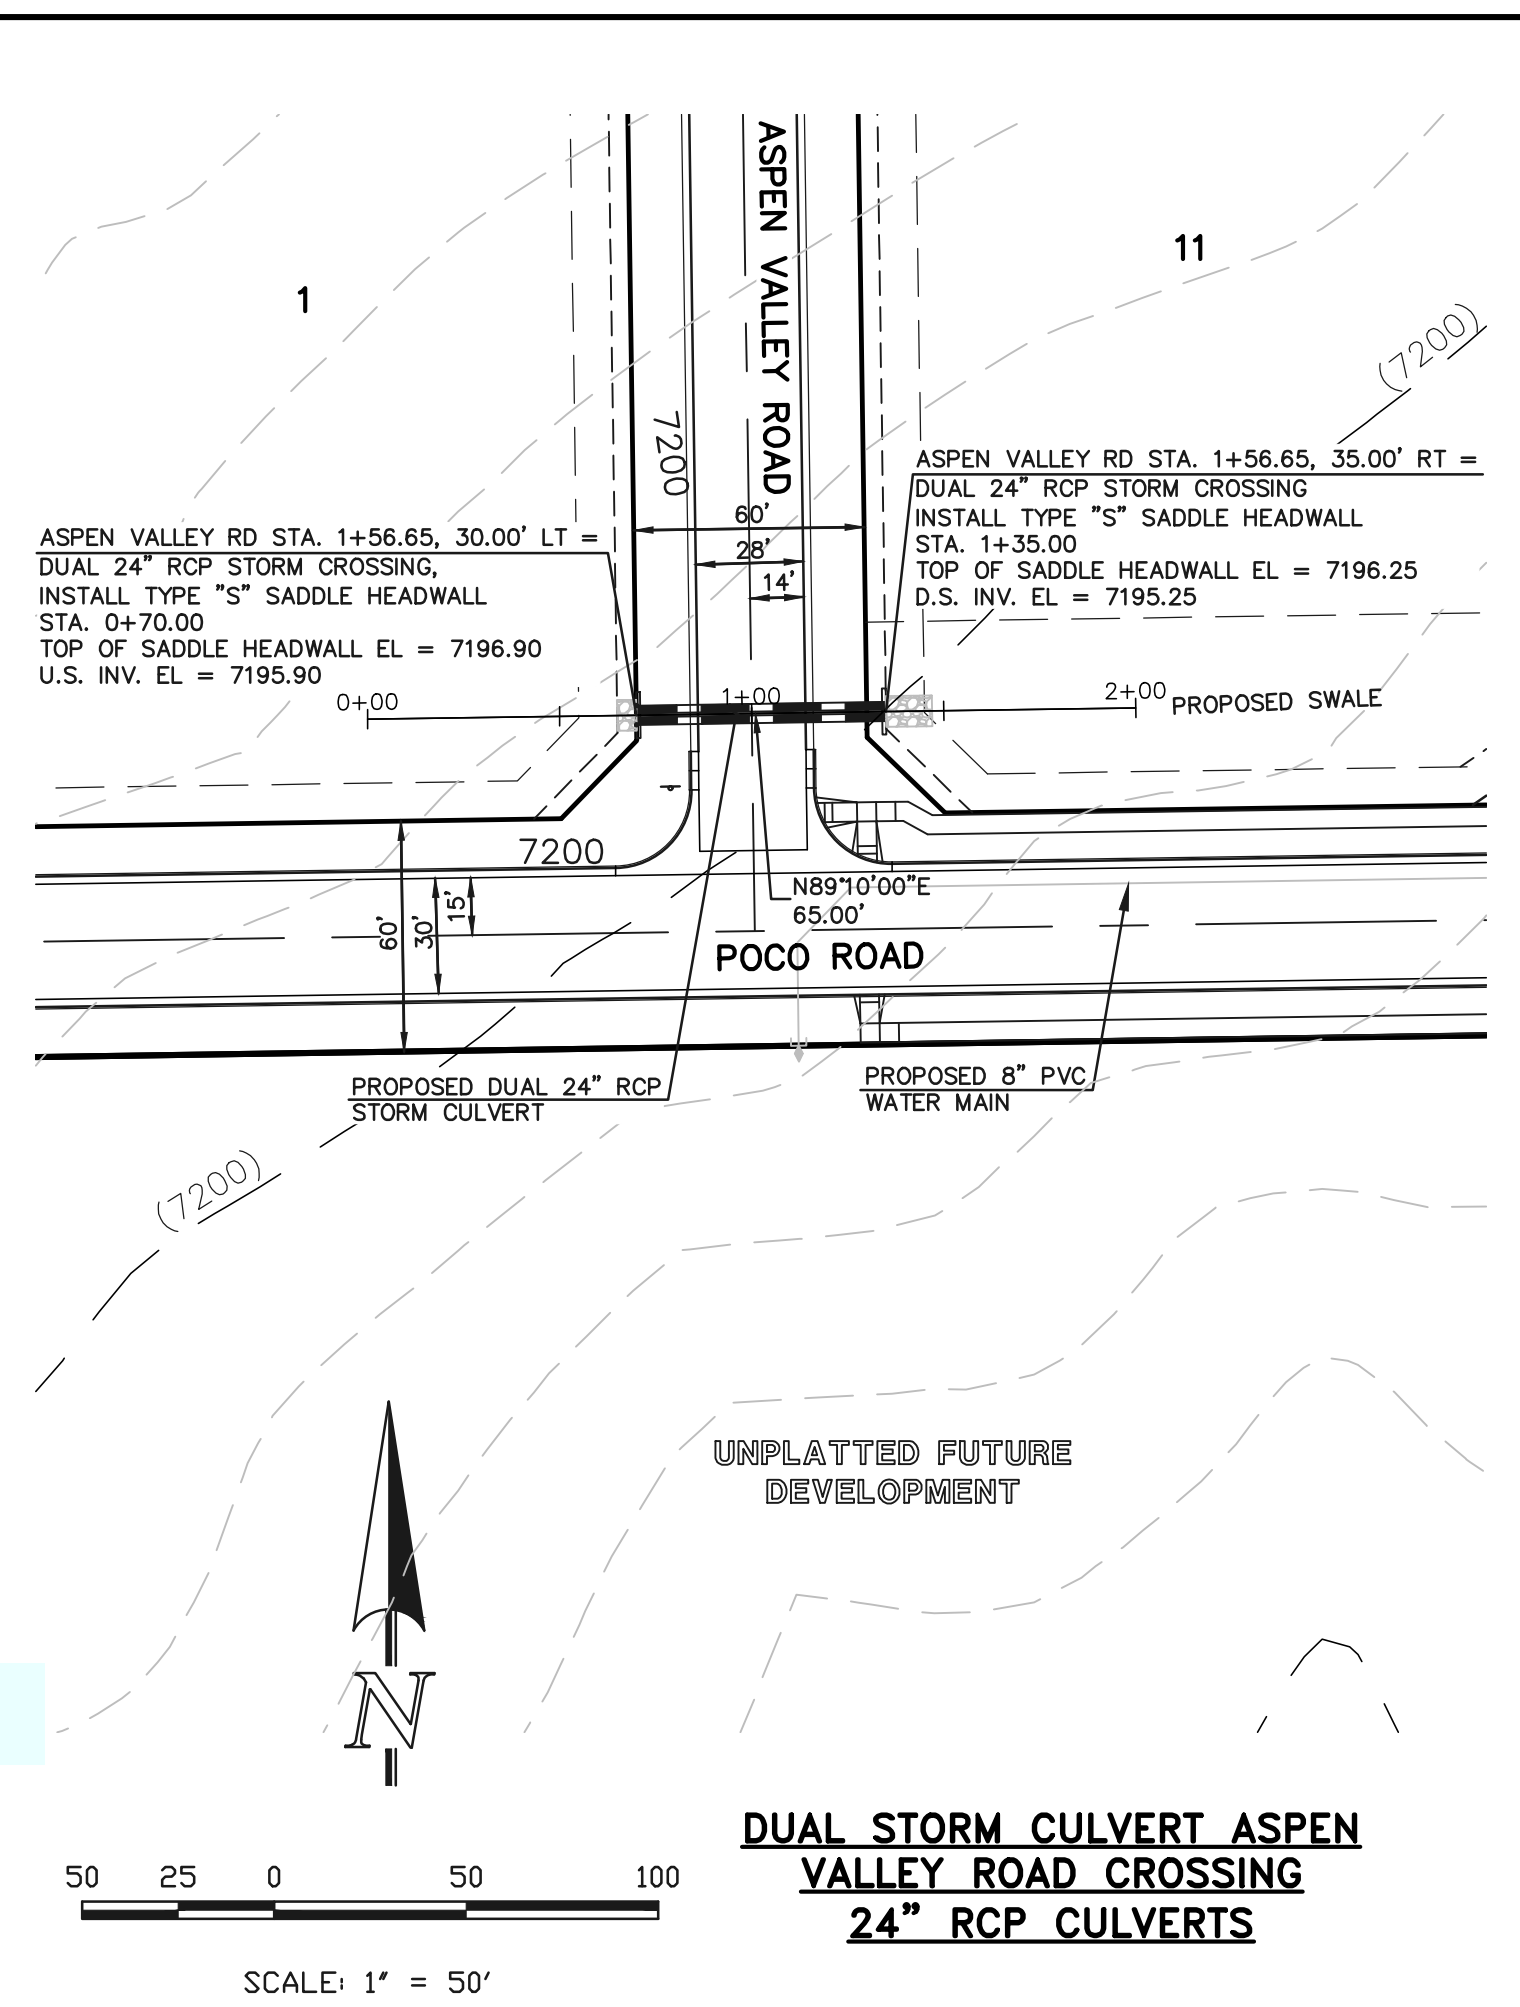 ASPEN VALLEY ROAD
11
1
(7200)
7200
ASPEN VALLEY RD STA. 1+56.65, 35.00' RT =
DUAL 24" RCP STORM CROSSING
INSTALL TYPE "S" SADDLE HEADWALL
STA. 1+35.00
TOP OF SADDLE HEADWALL EL = 7196.25
D.S. INV. EL = 7195.25
60'
28'
14'
ASPEN VALLEY RD STA. 1+56.65, 30.00' LT =
DUAL 24" RCP STORM CROSSING,
INSTALL TYPE "S" SADDLE HEADWALL
STA. 0+70.00
TOP OF SADDLE HEADWALL EL = 7196.90
U.S. INV. EL = 7195.90
0+00
1+00
2+00
PROPOSED SWALE
7200
N89°10'00"E
65.00'
60'
30'
15'
POCO ROAD
PROPOSED DUAL 24" RCP
STORM CULVERT
PROPOSED 8" PVC
WATER MAIN
(7200)
UNPLATTED FUTURE
DEVELOPMENT
N
DUAL STORM CULVERT ASPEN
VALLEY ROAD CROSSING
24" RCP CULVERTS
50 25 0 50 100
SCALE: 1" = 50'